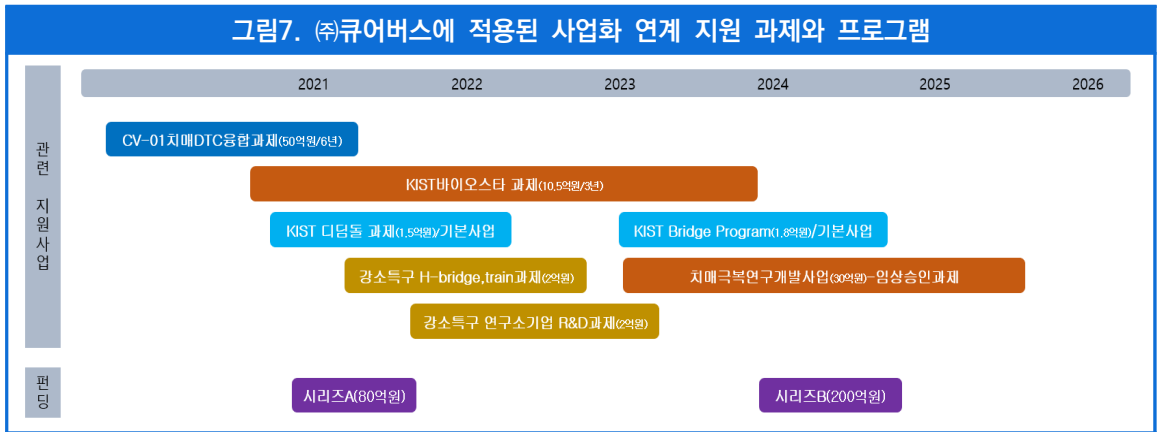 그림7. ㈜큐어버스에 적용된 사업화 연계 지원 과제와 프로그램
2021 2022 2023 2024 2025 2026
관련 지원사업
CV-01치매DTC융합과제(50억원/6년)
KIST바이오스타 과제(10.5억원/3년)
KIST 디딤돌 과제(1.5억원)/기본사업 KIST Bridge Program(1.8억원)/기본사업
강소특구 H-bridge,train과제(2억원) 치매극복연구개발사업(30억원)-임상승인과제
강소특구 연구소기업 R&D과제(2억원)
펀딩
시리즈A(80억원) 시리즈B(200억원)